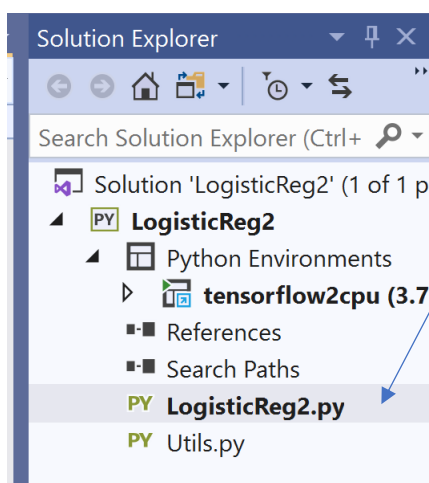 Solution Explorer
Search Solution Explorer (Ctrl+
Solution 'LogisticReg2' (1 of 1 p
PY LogisticReg2
Python Environments
tensorflow2cpu (3.7
References
Search Paths
PY LogisticReg2.py
PY Utils.py